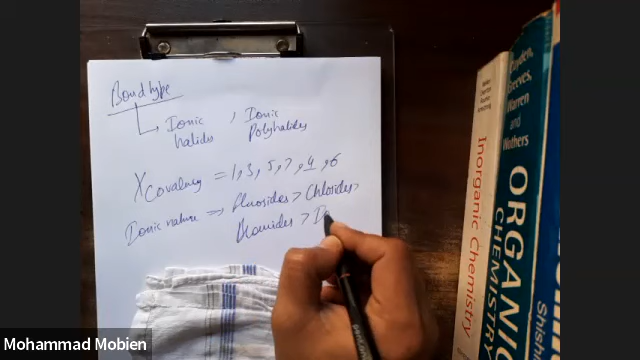 Bond type
Ionic halides , Ionic Polyhalides
X Covalency = 1, 3, 5, 7, 4, 6
Ionic nature ⇒ fluorides > Chlorides >
Bromides > I
Inorganic Chemistry
Clayden, Greeves, Warren and Wothers
ORGANIC CHEMISTRY
Mohammad Mobien